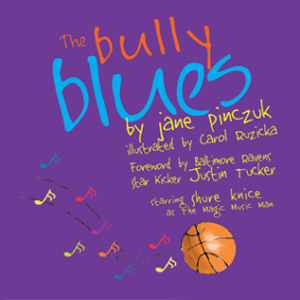 The bully
blues
by jane pinczuk
illustrated by Carol Ruzicka
Foreword by Baltimore Ravens
Star Kicker Justin Tucker
starring shure knice
as The Magic Music Man